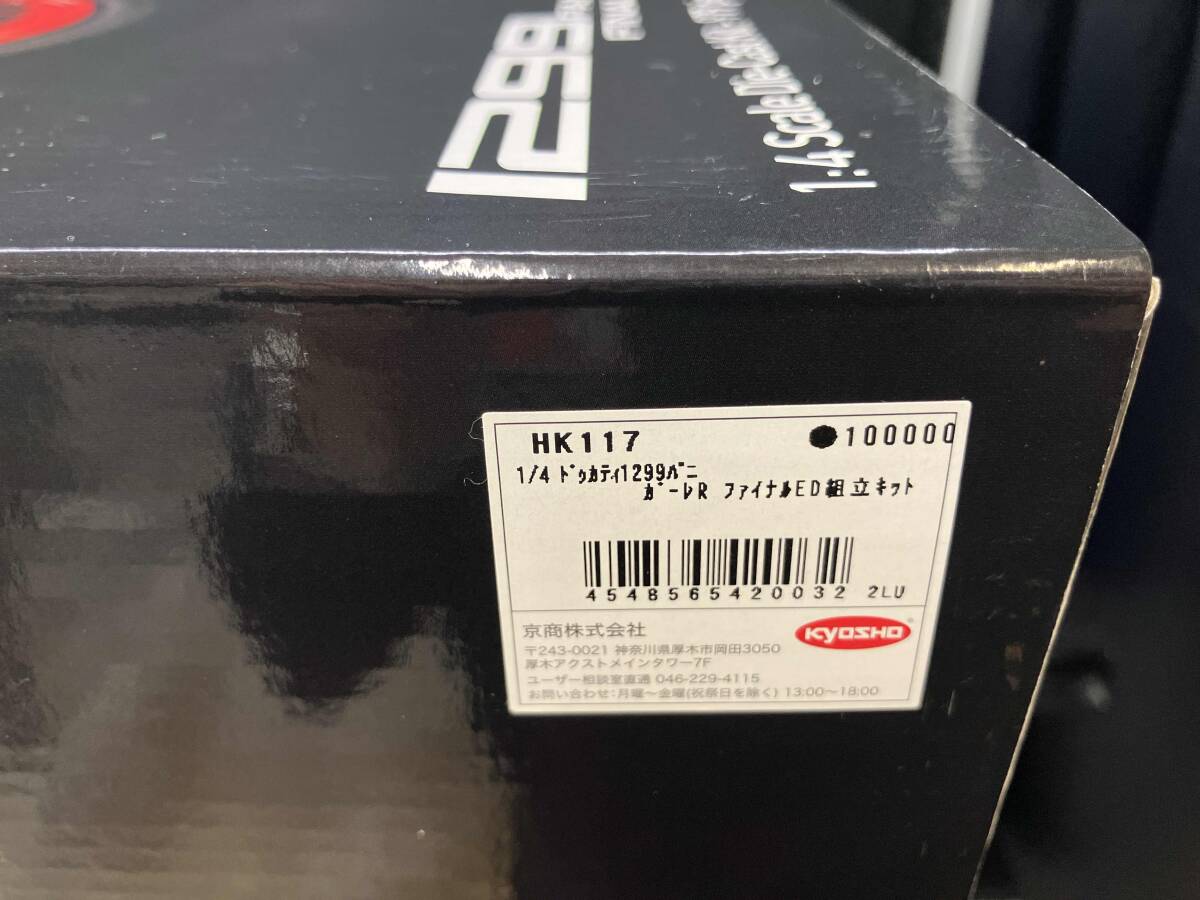 1299
1:4 Scale
HK117 ●100000
1/4 ドゥカティ1299パニ
ガーレR ファイナルED組立キット
4548565420032 2LU
京商株式会社
KYOSHO
〒243-0021 神奈川県厚木市岡田3050
厚木アクストメインタワー7F
ユーザー相談室直通 046-229-4115
お問い合わせ:月曜～金曜(祝祭日を除く) 13:00～18:00